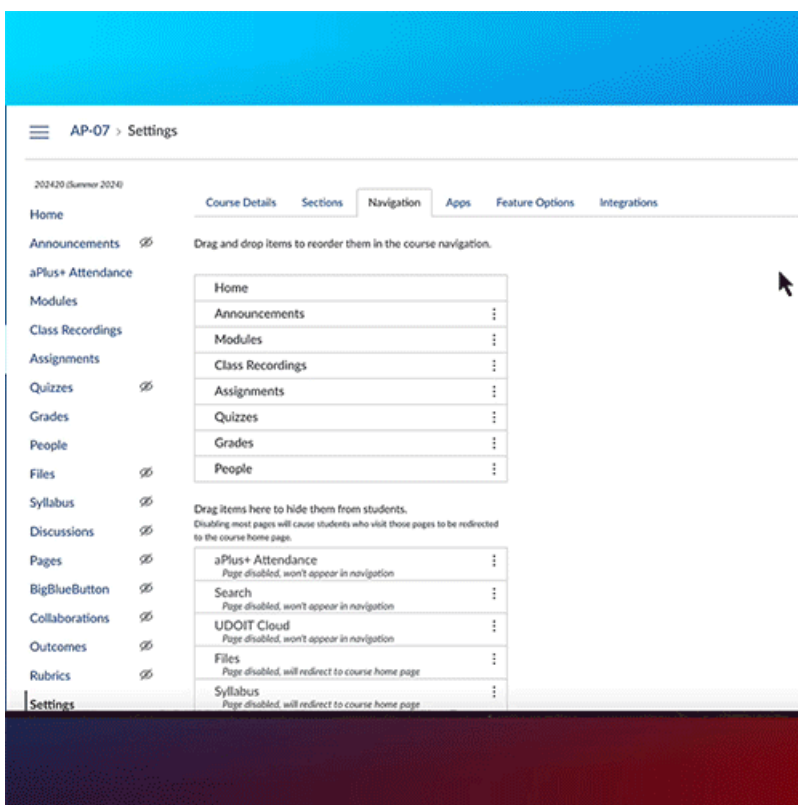 AP-07 > Settings
202420 (Summer 2024)
Home
Announcements
aPlus+ Attendance
Modules
Class Recordings
Assignments
Quizzes
Grades
People
Files
Syllabus
Discussions
Pages
BigBlueButton
Collaborations
Outcomes
Rubrics
Settings
Course Details Sections Navigation Apps Feature Options Integrations
Drag and drop items to reorder them in the course navigation.
Home
Announcements
Modules
Class Recordings
Assignments
Quizzes
Grades
People
Drag items here to hide them from students.
Disabling most pages will cause students who visit those pages to be redirected
to the course home page.
aPlus+ Attendance
Page disabled, won't appear in navigation
Search
Page disabled, won't appear in navigation
UDOIT Cloud
Page disabled, won't appear in navigation
Files
Page disabled, will redirect to course home page
Syllabus
Page disabled, will redirect to course home page